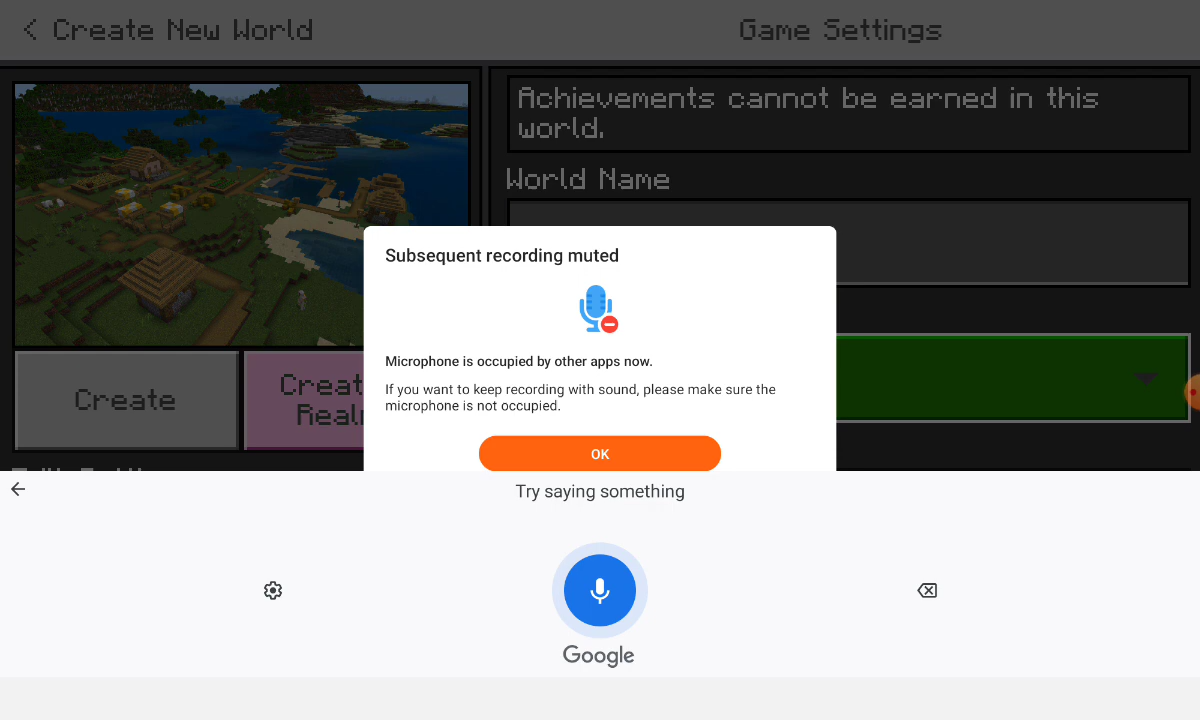 Create New World
Game Settings
Achievements cannot be earned in this
world.
World Name
Create
Subsequent recording muted
Microphone is occupied by other apps now.
If you want to keep recording with sound, please make sure the
microphone is not occupied.
OK
Try saying something
Google